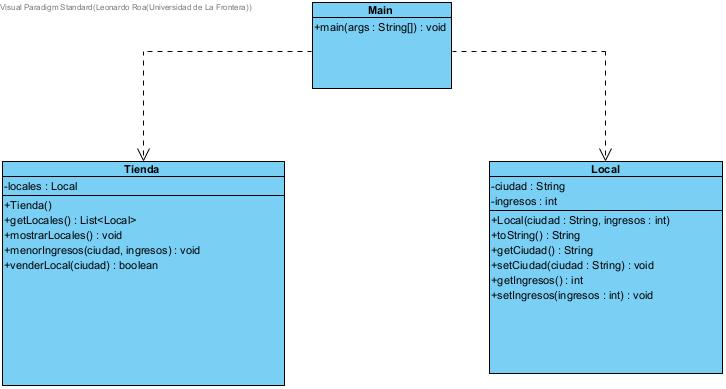 Visual Paradigm Standard(Leonardo Roa(Universidad de La Frontera))
Main
+main(args : String[]) : void
Tienda
-locales : Local
+Tienda()
+getLocales() : List<Local>
+mostrarLocales() : void
+menorIngresos(ciudad, ingresos) : void
+venderLocal(ciudad) : boolean
Local
-ciudad : String
-ingresos : int
+Local(ciudad : String, ingresos : int)
+toString() : String
+getCiudad() : String
+setCiudad(ciudad : String) : void
+getIngresos() : int
+setIngresos(ingresos : int) : void